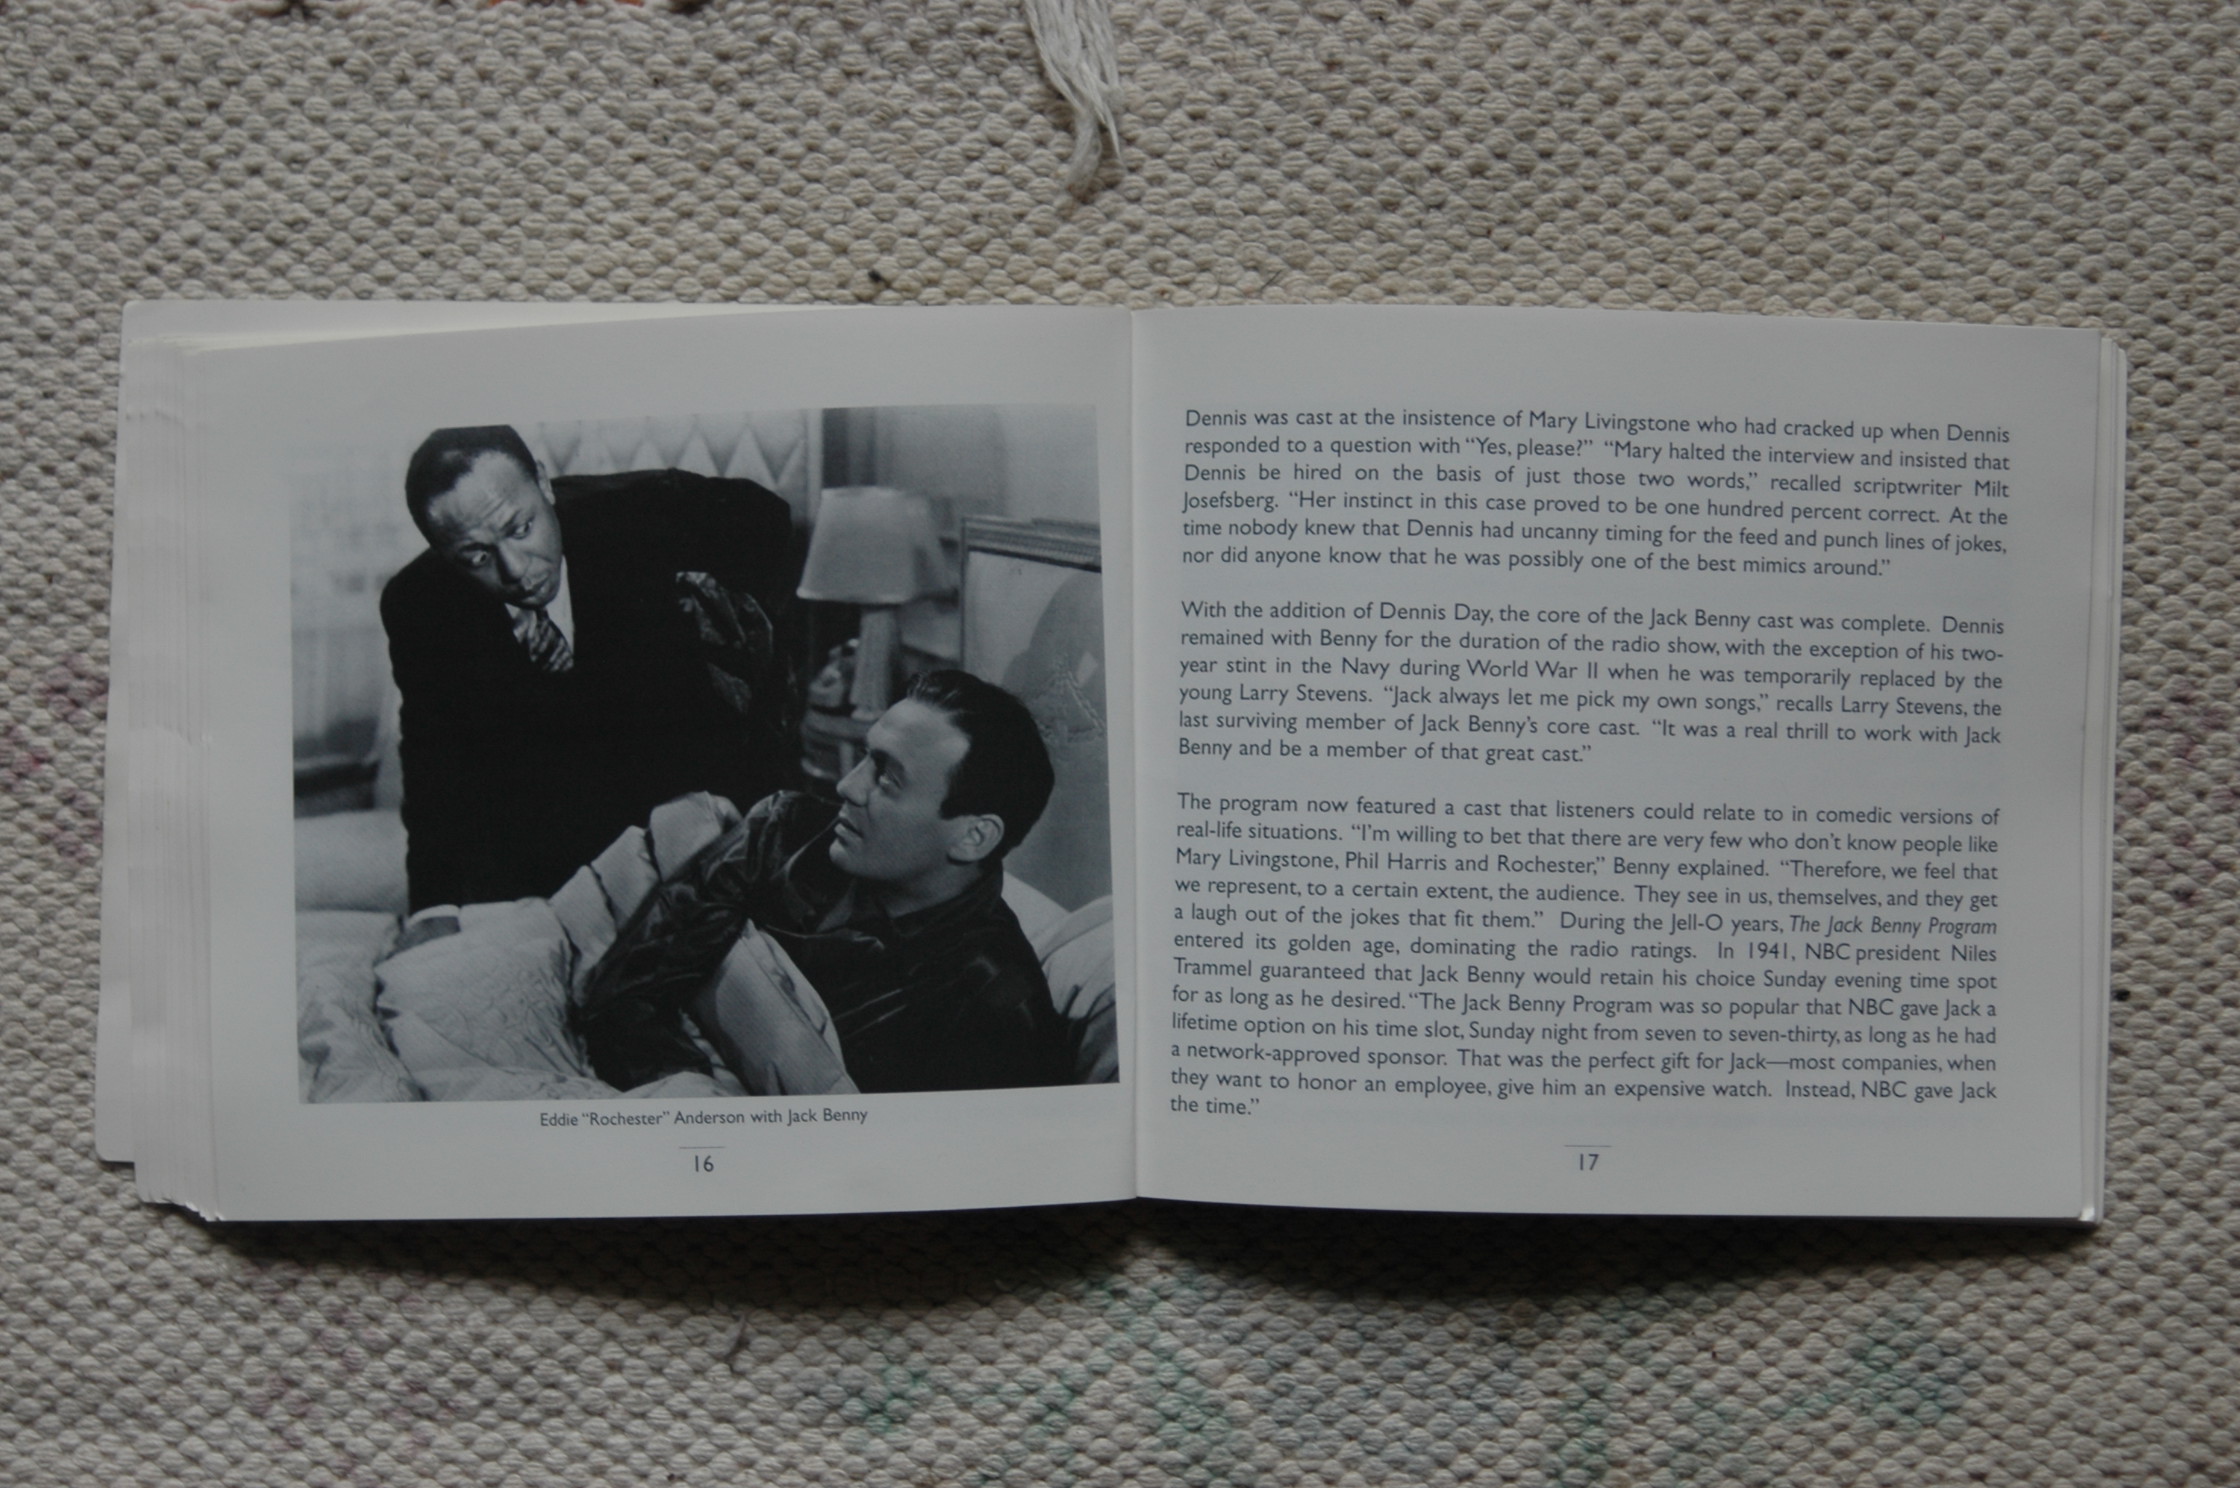 Eddie “Rochester” Anderson with Jack Benny
16
Dennis was cast at the insistence of Mary Livingstone who had cracked up when Dennis
responded to a question with “Yes, please?” “Mary halted the interview and insisted that
Dennis be hired on the basis of just those two words,” recalled scriptwriter Milt
Josefsberg. “Her instinct in this case proved to be one hundred percent correct. At the
time nobody knew that Dennis had uncanny timing for the feed and punch lines of jokes,
nor did anyone know that he was possibly one of the best mimics around.”
With the addition of Dennis Day, the core of the Jack Benny cast was complete. Dennis
remained with Benny for the duration of the radio show, with the exception of his two-
year stint in the Navy during World War II when he was temporarily replaced by the
young Larry Stevens. “Jack always let me pick my own songs,” recalls Larry Stevens, the
last surviving member of Jack Benny’s core cast. “It was a real thrill to work with Jack
Benny and be a member of that great cast.”
The program now featured a cast that listeners could relate to in comedic versions of
real-life situations. “I’m willing to bet that there are very few who don’t know people like
Mary Livingstone, Phil Harris and Rochester,” Benny explained. “Therefore, we feel that
we represent, to a certain extent, the audience. They see in us, themselves, and they get
a laugh out of the jokes that fit them.” During the Jell-O years, The Jack Benny Program
entered its golden age, dominating the radio ratings. In 1941, NBC president Niles
Trammel guaranteed that Jack Benny would retain his choice Sunday evening time spot
for as long as he desired. “The Jack Benny Program was so popular that NBC gave Jack a
lifetime option on his time slot, Sunday night from seven to seven-thirty, as long as he had
a network-approved sponsor. That was the perfect gift for Jack—most companies, when
they want to honor an employee, give him an expensive watch. Instead, NBC gave Jack
the time.”
17